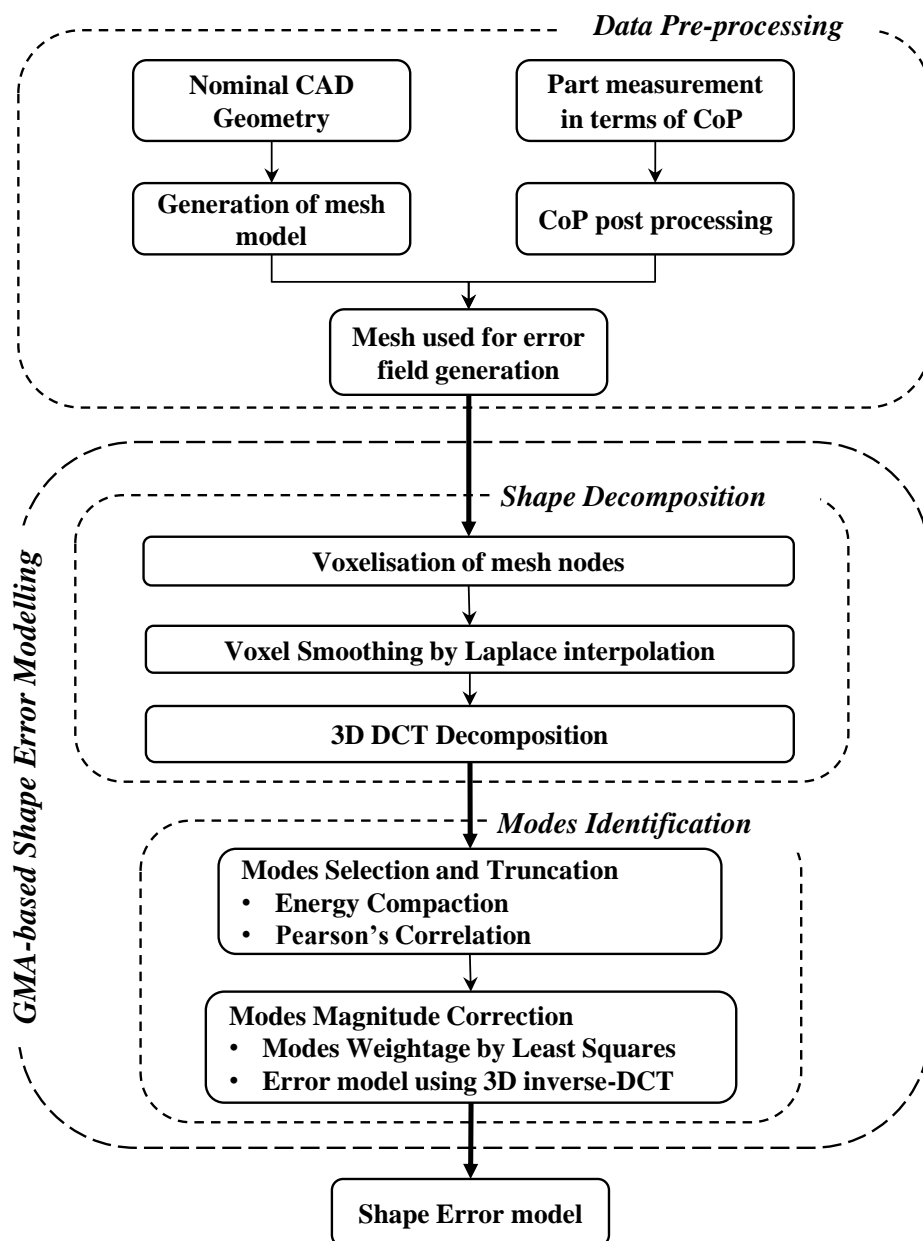 Data Pre-processing
Nominal CAD
Geometry
Part measurement
in terms of CoP
Generation of mesh
model
CoP post processing
Mesh used for error
field generation
GMA-based Shape Error Modelling
Shape Decomposition
Voxelisation of mesh nodes
Voxel Smoothing by Laplace interpolation
3D DCT Decomposition
Modes Identification
Modes Selection and Truncation
• Energy Compaction
• Pearson's Correlation
Modes Magnitude Correction
• Modes Weightage by Least Squares
• Error model using 3D inverse-DCT
Shape Error model